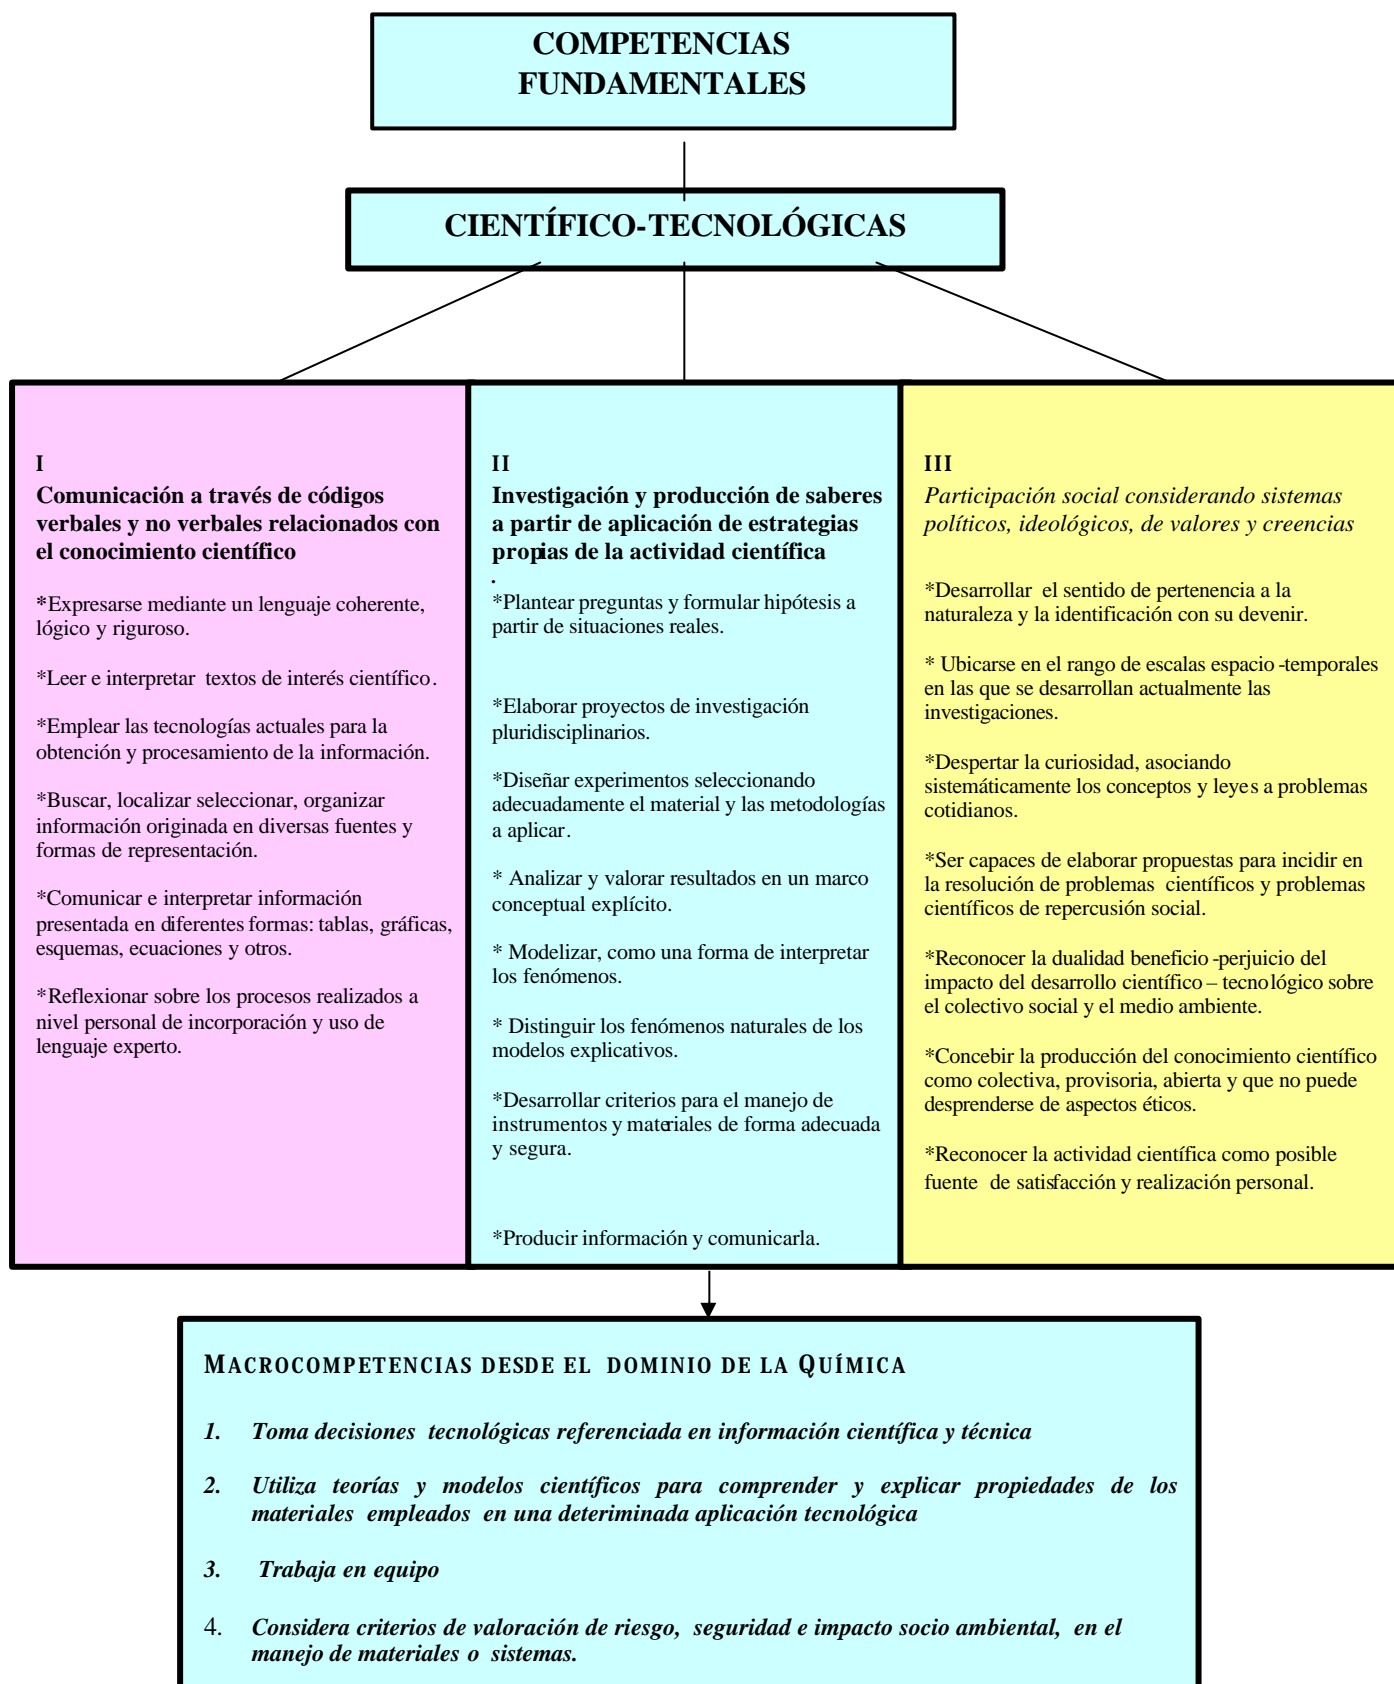 COMPETENCIAS
FUNDAMENTALES
CIENTÍFICO-TECNOLÓGICAS
I
Comunicación a través de códigos
verbales y no verbales relacionados con
el conocimiento científico
*Expresarse mediante un lenguaje coherente,
lógico y riguroso.
*Leer e interpretar textos de interés científico.
*Emplear las tecnologías actuales para la
obtención y procesamiento de la información.
*Buscar, localizar seleccionar, organizar
información originada en diversas fuentes y
formas de representación.
*Comunicar e interpretar información
presentada en diferentes formas: tablas, gráficas,
esquemas, ecuaciones y otros.
*Reflexionar sobre los procesos realizados a
nivel personal de incorporación y uso de
lenguaje experto.
II
Investigación y producción de saberes
a partir de aplicación de estrategias
propias de la actividad científica
.
*Plantear preguntas y formular hipótesis a
partir de situaciones reales.
*Elaborar proyectos de investigación
pluridisciplinarios.
*Diseñar experimentos seleccionando
adecuadamente el material y las metodologías
a aplicar.
* Analizar y valorar resultados en un marco
conceptual explícito.
* Modelizar, como una forma de interpretar
los fenómenos.
* Distinguir los fenómenos naturales de los
modelos explicativos.
*Desarrollar criterios para el manejo de
instrumentos y materiales de forma adecuada
y segura.
*Producir información y comunicarla.
III
Participación social considerando sistemas
políticos, ideológicos, de valores y creencias
*Desarrollar el sentido de pertenencia a la
naturaleza y la identificación con su devenir.
* Ubicarse en el rango de escalas espacio -temporales
en las que se desarrollan actualmente las
investigaciones.
*Despertar la curiosidad, asociando
sistemáticamente los conceptos y leyes a problemas
cotidianos.
*Ser capaces de elaborar propuestas para incidir en
la resolución de problemas científicos y problemas
científicos de repercusión social.
*Reconocer la dualidad beneficio -perjuicio del
impacto del desarrollo científico – tecnológico sobre
el colectivo social y el medio ambiente.
*Concebir la producción del conocimiento científico
como colectiva, provisoria, abierta y que no puede
desprenderse de aspectos éticos.
*Reconocer la actividad científica como posible
fuente de satisfacción y realización personal.
MACROCOMPETENCIAS DESDE EL DOMINIO DE LA QUÍMICA
1. Toma decisiones tecnológicas referenciada en información científica y técnica
2. Utiliza teorías y modelos científicos para comprender y explicar propiedades de los
materiales empleados en una deteriminada aplicación tecnológica
3. Trabaja en equipo
4. Considera criterios de valoración de riesgo, seguridad e impacto socio ambiental, en el
manejo de materiales o sistemas.